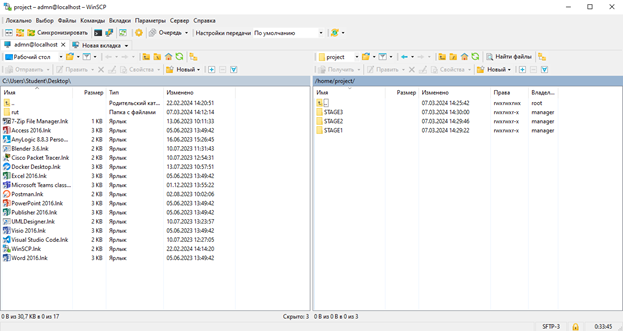 project – admn@localhost – WinSCP
Локально Выбор Файлы Команды Вкладки Параметры Сервер Справка
Синхронизировать Очередь Настройки передачи По умолчанию
admn@localhost × Новая вкладка
Рабочий стол
project Найти файлы
Отправить Править Свойства Новый
Получить Править Свойства Новый
C:\Users\Student\Desktop\
/home/project/
Имя Размер Тип Изменено
.. Родительский кат... 22.02.2024 14:20:51
rut Папка с файлами 07.03.2024 14:12:14
7-Zip File Manager.lnk 1 KB Ярлык 13.06.2023 10:11:33
Access 2016.lnk 3 KB Ярлык 05.06.2023 13:49:42
AnyLogic 8.8.3 Perso... 2 KB Ярлык 16.06.2023 15:26:45
Blender 3.6.lnk 2 KB Ярлык 10.07.2023 11:31:43
Cisco Packet Tracer.lnk 2 KB Ярлык 10.07.2023 12:54:31
Docker Desktop.lnk 2 KB Ярлык 13.07.2023 10:57:51
Excel 2016.lnk 3 KB Ярлык 05.06.2023 13:49:42
Microsoft Teams class... 3 KB Ярлык 01.12.2023 13:55:22
Postman.lnk 2 KB Ярлык 02.08.2023 10:02:06
PowerPoint 2016.lnk 3 KB Ярлык 05.06.2023 13:49:42
Publisher 2016.lnk 3 KB Ярлык 05.06.2023 13:49:42
UMLDesigner.lnk 2 KB Ярлык 10.07.2023 13:23:57
Visio 2016.lnk 3 KB Ярлык 05.06.2023 13:49:42
Visual Studio Code.lnk 2 KB Ярлык 10.07.2023 12:27:05
WinSCP.lnk 2 KB Ярлык 22.02.2024 14:14:20
Word 2016.lnk 3 KB Ярлык 05.06.2023 13:49:42
Имя Размер Изменено Права Владел...
.. 07.03.2024 14:25:42 rwxrwxrwx root
STAGE3 07.03.2024 14:30:00 rwxrwxr-x manager
STAGE2 07.03.2024 14:29:46 rwxrwxr-x manager
STAGE1 07.03.2024 14:29:22 rwxrwxr-x manager
0 B из 30,7 KB в 0 из 17 Скрыто: 3
0 B из 0 B в 0 из 3
SFTP-3 0:33:45